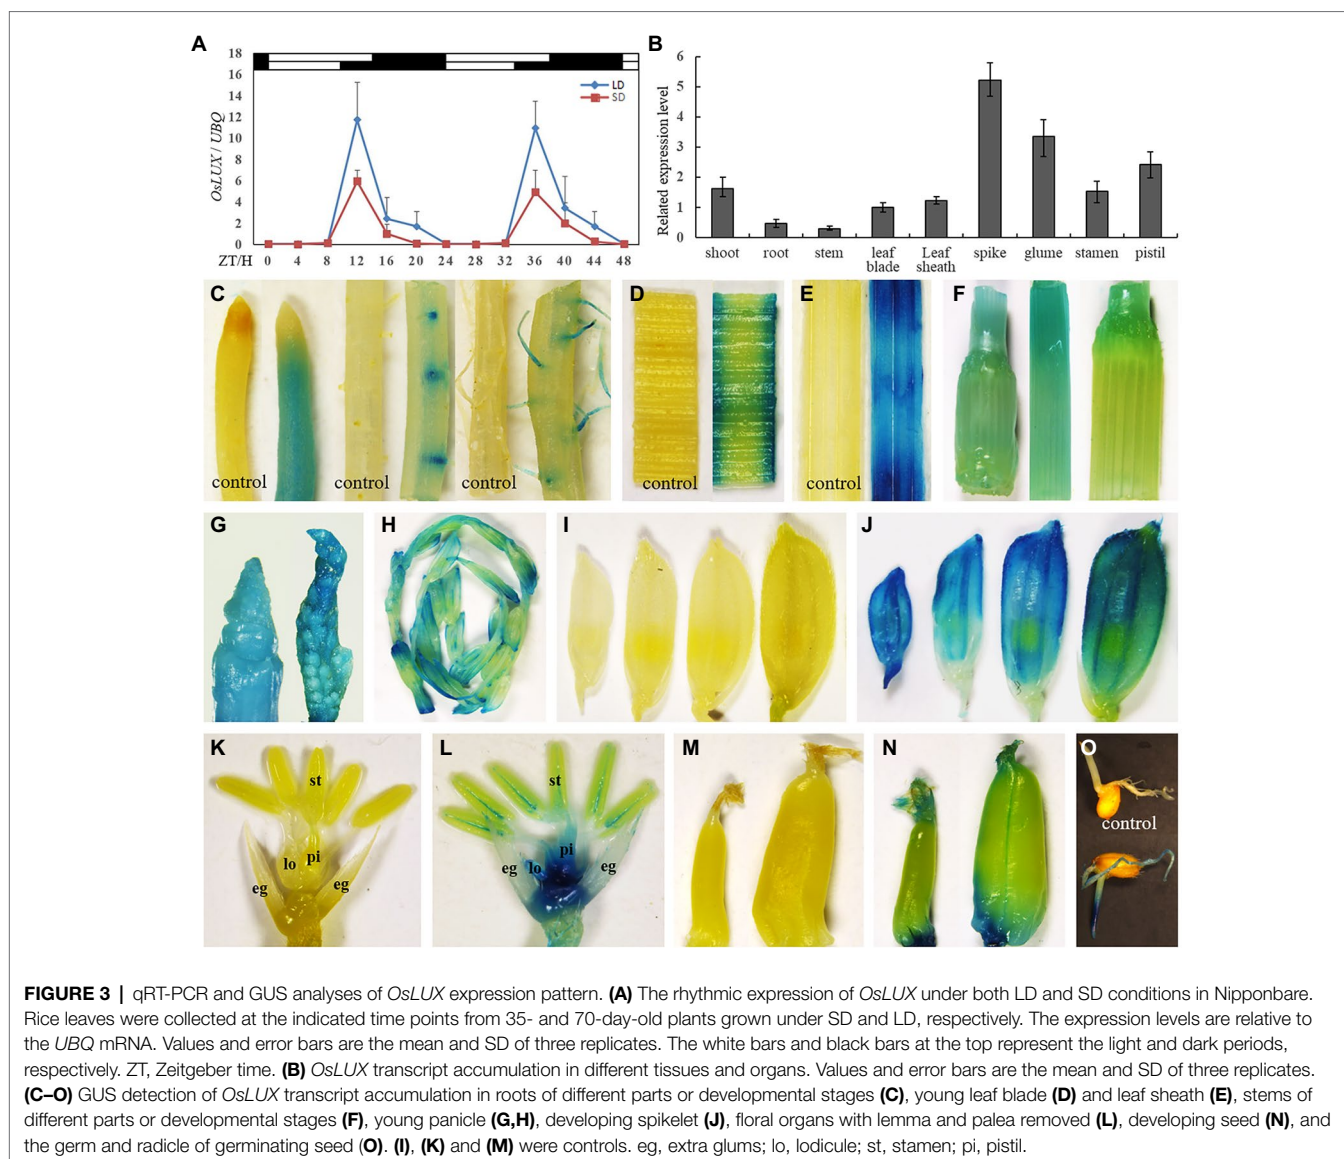 A
18
16
14
12
10
8
6
4
2
0
OsLUX / UBQ
LD
SD
ZT/H 0 4 8 12 16 20 24 28 32 36 40 44 48
B
6
5
4
3
2
1
0
Related expression level
shoot root stem leaf blade Leaf sheath spike glume stamen pistil
C
control control control
D
control
E
control
F
G
H
I
J
K
st
lo pi
eg eg
L
st
pi
eg lo eg
M
N
O
control
FIGURE 3 | qRT-PCR and GUS analyses of OsLUX expression pattern. (A) The rhythmic expression of OsLUX under both LD and SD conditions in Nipponbare.
Rice leaves were collected at the indicated time points from 35- and 70-day-old plants grown under SD and LD, respectively. The expression levels are relative to
the UBQ mRNA. Values and error bars are the mean and SD of three replicates. The white bars and black bars at the top represent the light and dark periods,
respectively. ZT, Zeitgeber time. (B) OsLUX transcript accumulation in different tissues and organs. Values and error bars are the mean and SD of three replicates.
(C–O) GUS detection of OsLUX transcript accumulation in roots of different parts or developmental stages (C), young leaf blade (D) and leaf sheath (E), stems of
different parts or developmental stages (F), young panicle (G,H), developing spikelet (J), floral organs with lemma and palea removed (L), developing seed (N), and
the germ and radicle of germinating seed (O). (I), (K) and (M) were controls. eg, extra glums; lo, lodicule; st, stamen; pi, pistil.